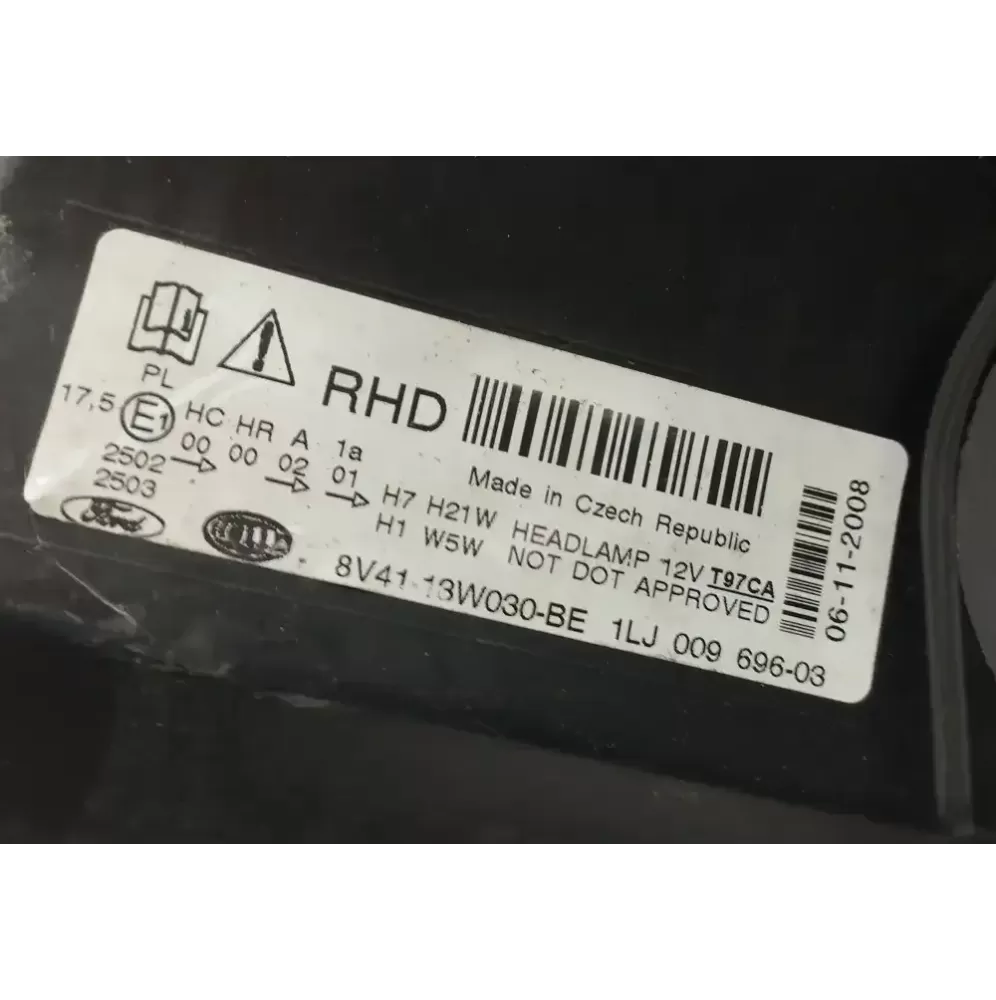 RHD
Made in Czech Republic
PL
17,5 E1 HC HR A 1a
00 00 02 01
2502
2503
H7 H21W HEADLAMP 12V T97CA
H1 W5W NOT DOT APPROVED
Ford
8V41-13W030-BE 1LJ 009 696-03
06-11-2008